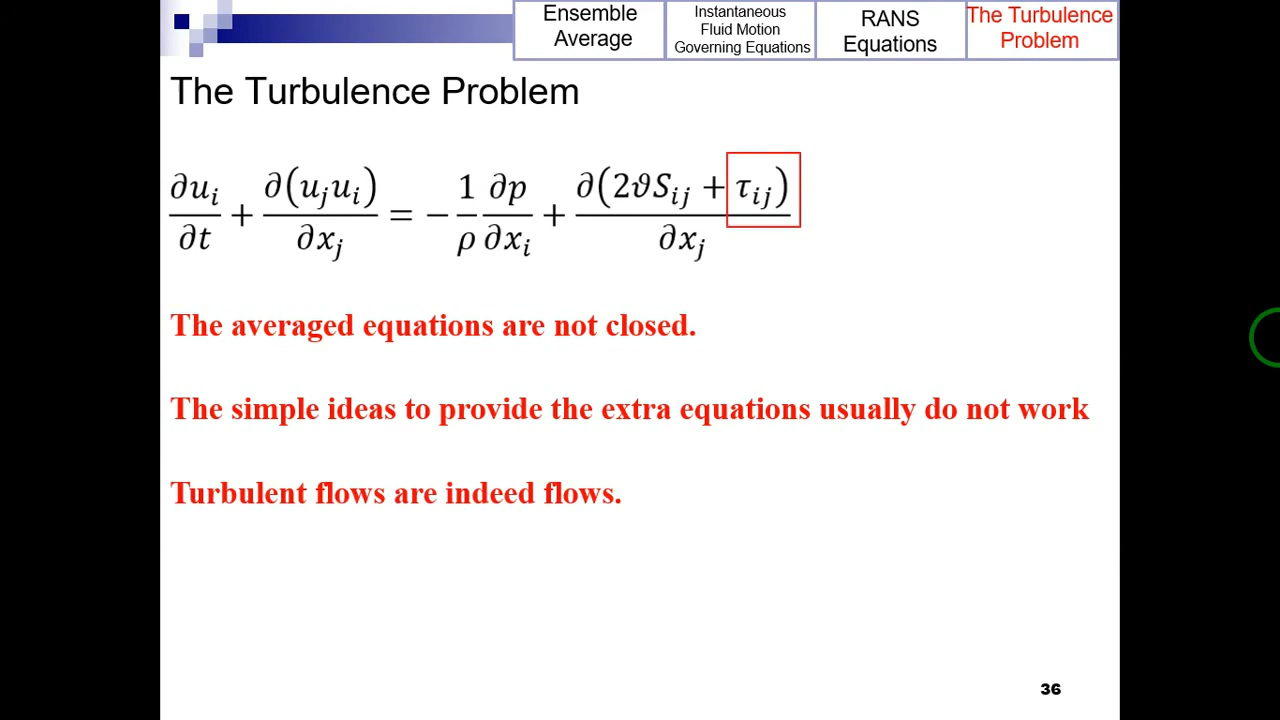 Ensemble
Average
Instantaneous
Fluid Motion
Governing Equations
RANS
Equations
The Turbulence
Problem
The Turbulence Problem
∂u_i/∂t + ∂(u_j u_i)/∂x_j = − 1/ρ ∂p/∂x_i + ∂(2ϑS_ij + τ_ij)/∂x_j
The averaged equations are not closed.
The simple ideas to provide the extra equations usually do not work
Turbulent flows are indeed flows.
36